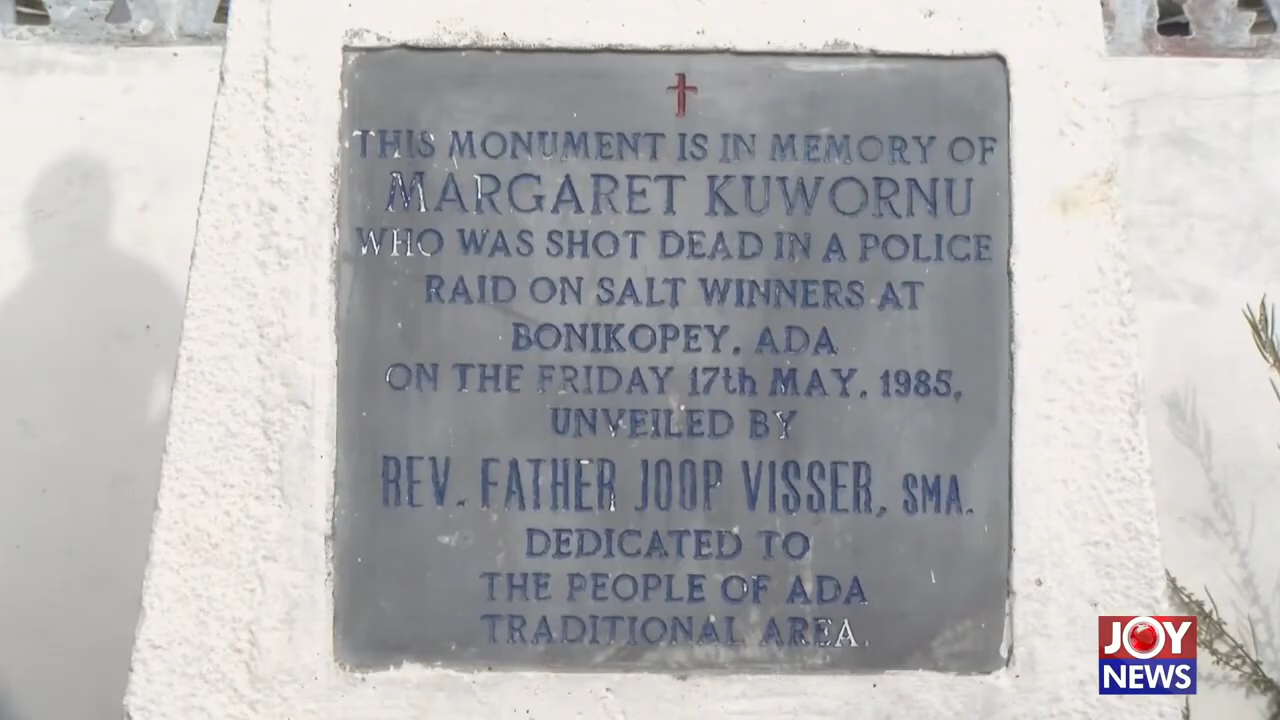 THIS MONUMENT IS IN MEMORY OF
MARGARET KUWORNU
WHO WAS SHOT DEAD IN A POLICE
RAID ON SALT WINNERS AT
BONIKOPEY. ADA
ON THE FRIDAY 17th MAY. 1985.
UNVEILED BY
REV. FATHER JOOP VISSER, SMA.
DEDICATED TO
THE PEOPLE OF ADA
TRADITIONAL AREA.
JOY
NEWS